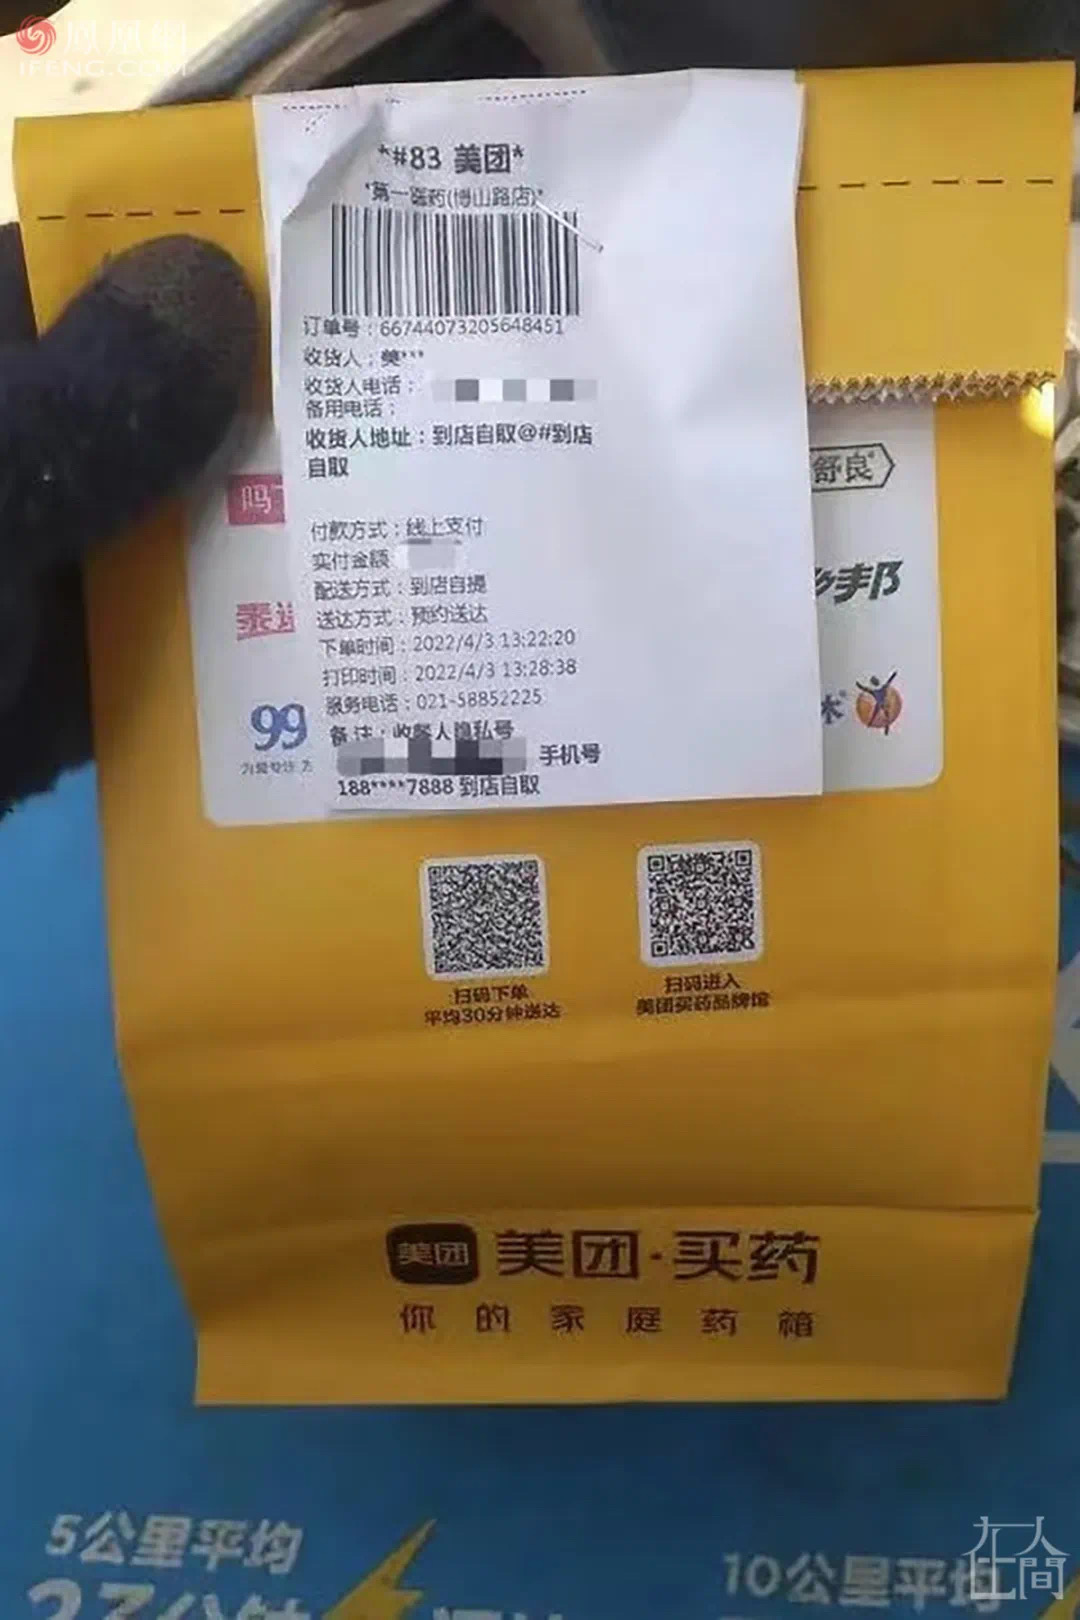 凤凰网
IFENG.COM
*#83 美团*
*第一医药(博山路店)*
订单号：66744073205648451
收货人：美***
收货人电话：
备用电话：
收货人地址：到店自取@#到店
自取
付款方式：线上支付
实付金额
配送方式：到店自提
送达方式：预约送达
下单时间：2022/4/3 13:22:20
打印时间：2022/4/3 13:28:38
服务电话：021-58852225
备注：收餐人隐私号
手机号
188****7888 到店自取
吗
舒良
邦
99
扫码下单
平均30分钟送达
扫码进入
美团买药品牌馆
美团 美团·买药
你的家庭药箱
5公里平均
10公里平均
在人間